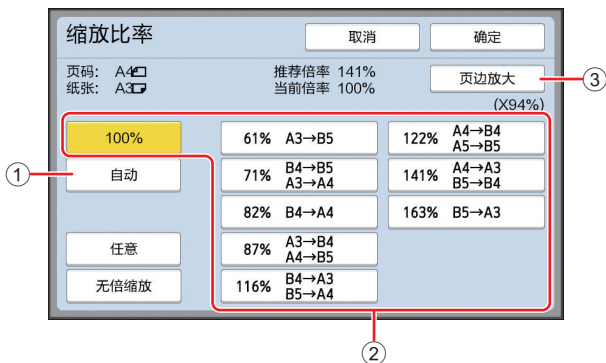 缩放比率
取消
确定
页码: A4
纸张: A3
推荐倍率 141%
当前倍率 100%
页边放大
(X94%)
100%
自动
任意
无倍缩放
61% A3→B5
71% B4→B5
A3→A4
82% B4→A4
87% A3→B4
A4→B5
116% B4→A3
B5→A4
122% A4→B4
A5→B5
141% A4→A3
B5→B4
163% B5→A3
1
2
3